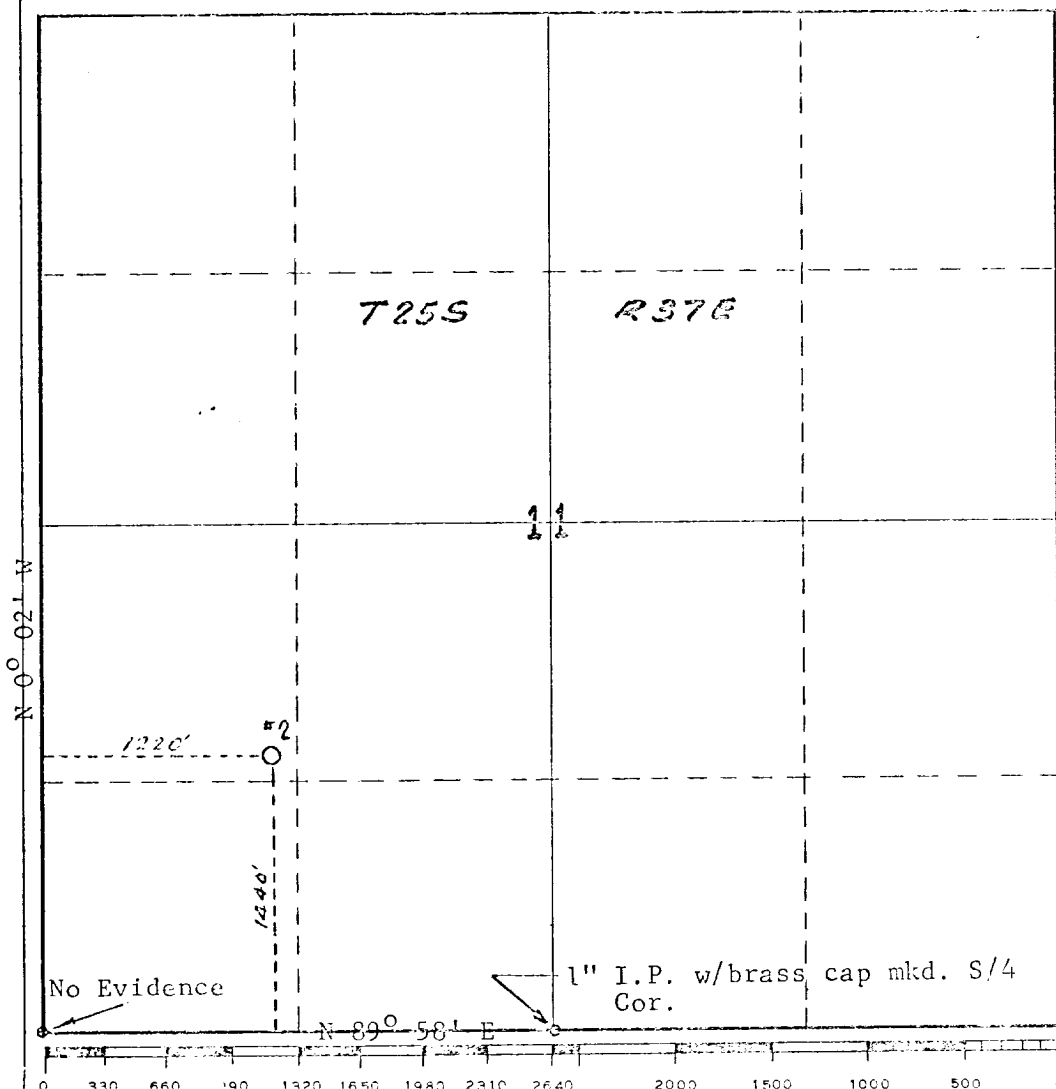 T25S R37E
11
N 0° 02' W
#2
1220'
1440'
No Evidence
1" I.P. w/brass cap mkd. S/4
Cor.
N 89° 58' E
0 330 660 '90 1320 1650 1980 2310 2640 2000 1500 1000 500